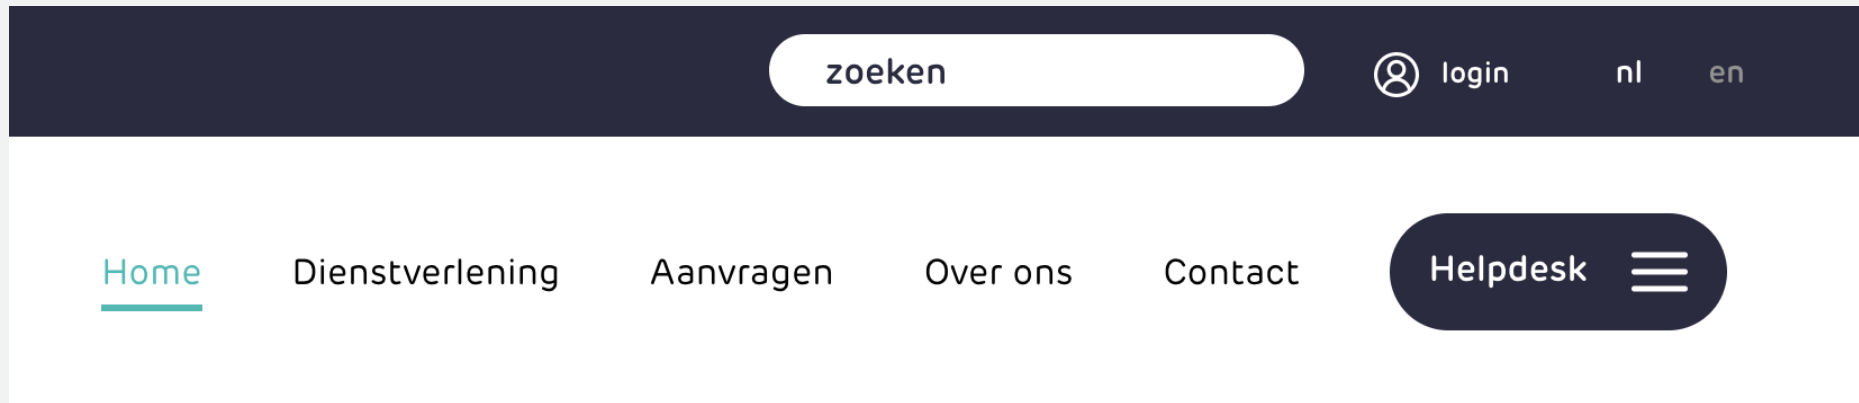 zoeken login nl en
Home Dienstverlening Aanvragen Over ons Contact Helpdesk